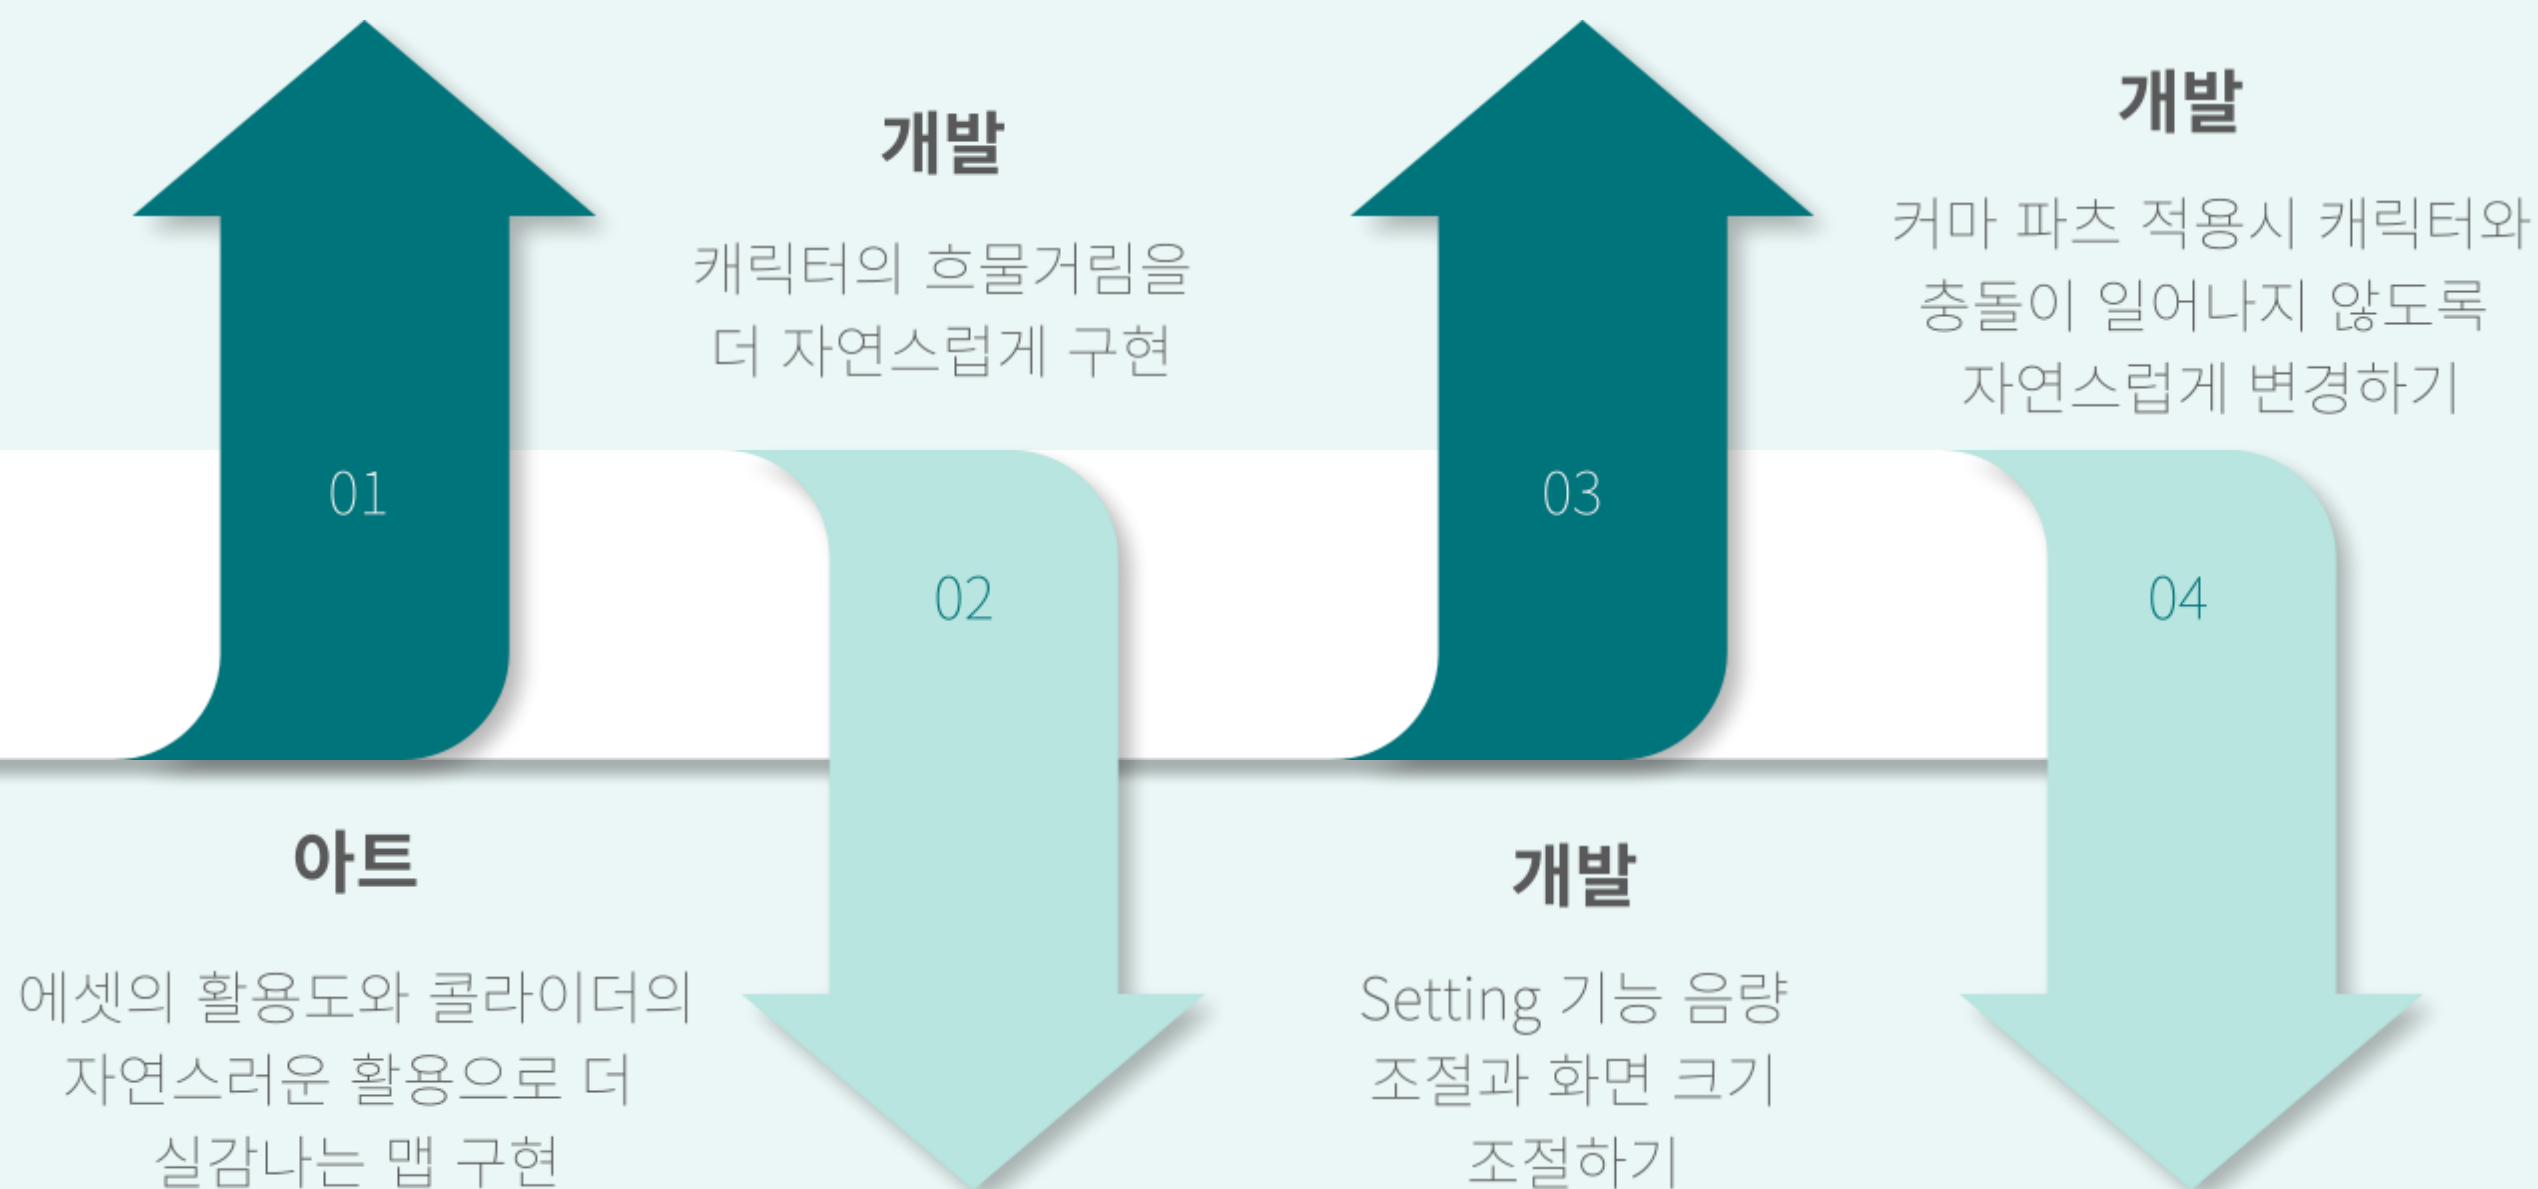 01
아트
에셋의 활용도와 콜라이더의
자연스러운 활용으로 더
실감나는 맵 구현
02
개발
캐릭터의 흐물거림을
더 자연스럽게 구현
03
개발
Setting 기능 음량
조절과 화면 크기
조절하기
04
개발
커마 파츠 적용시 캐릭터와
충돌이 일어나지 않도록
자연스럽게 변경하기